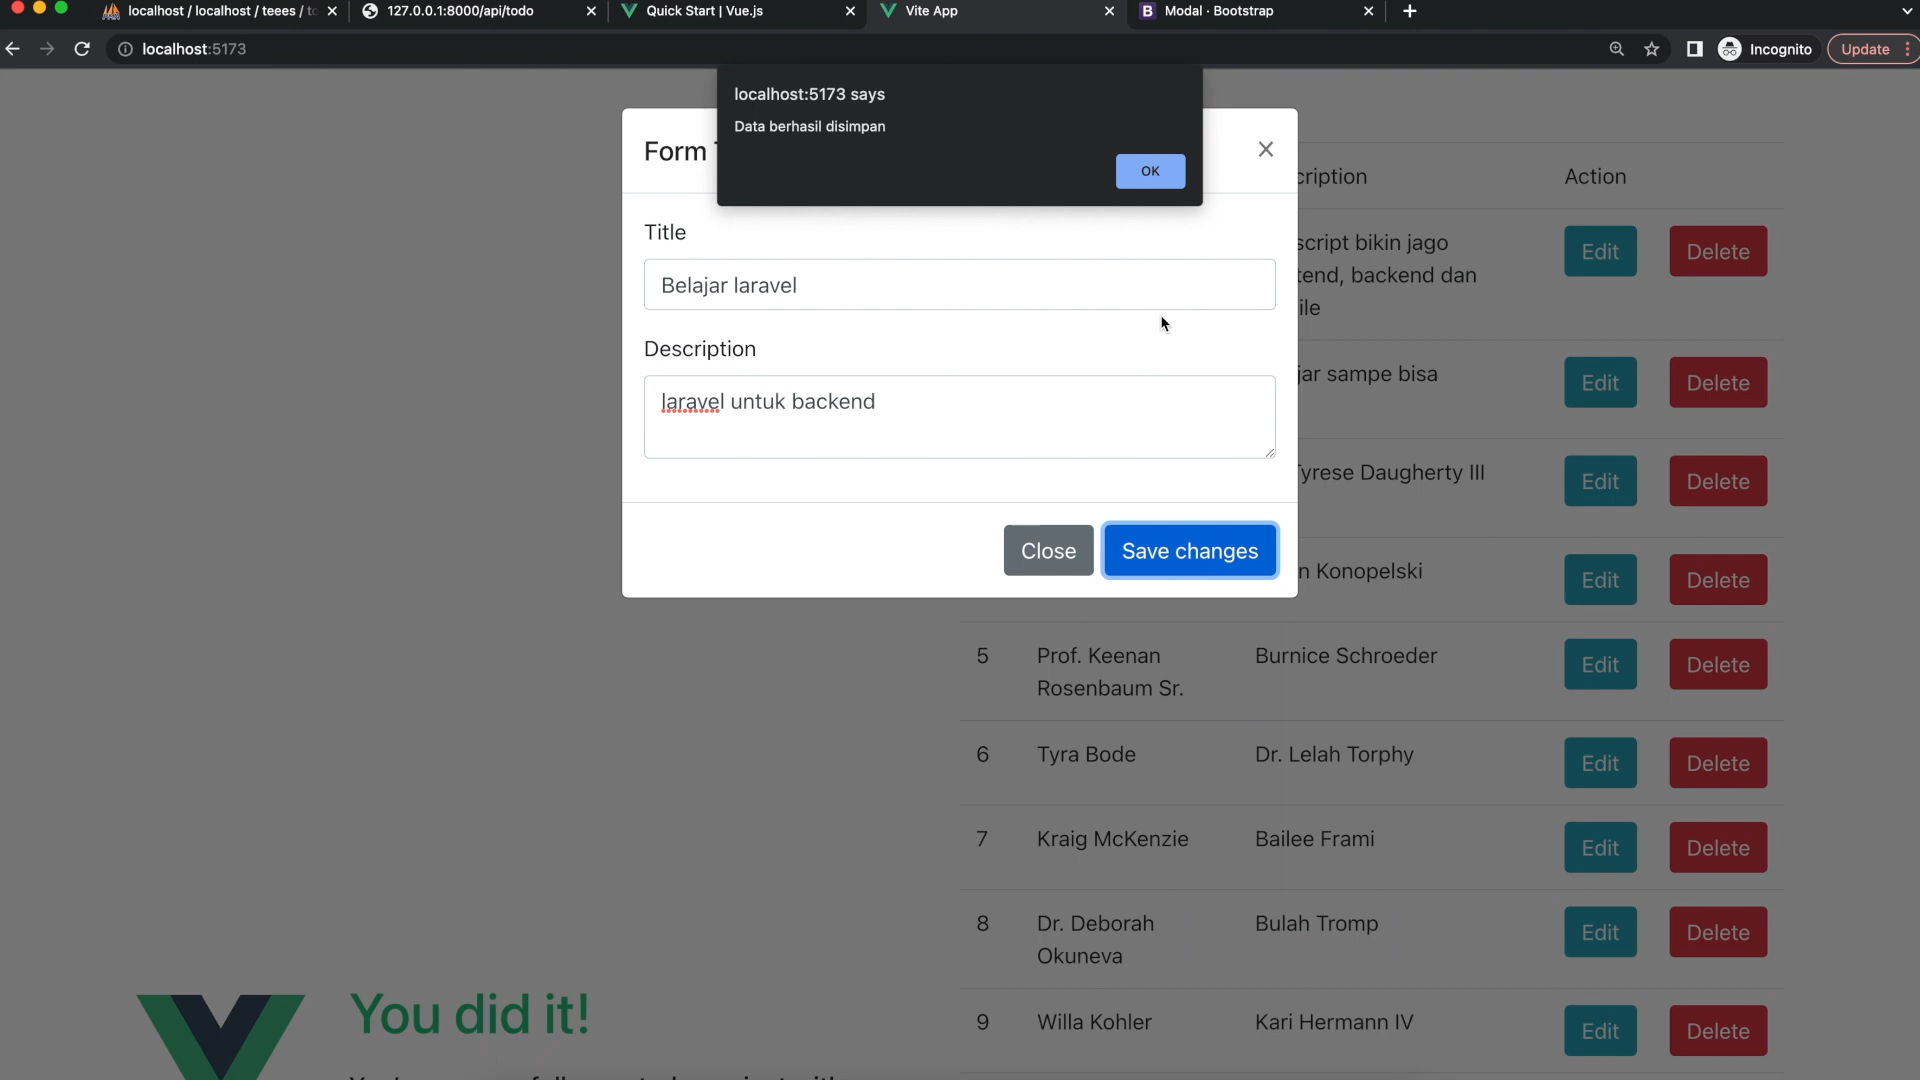 localhost / localhost / teees / to
127.0.0.1:8000/api/todo
Quick Start | Vue.js
Vite App
B
Modal · Bootstrap
localhost:5173
Incognito
Update
localhost:5173 says
Data berhasil disimpan
OK
Form
Title
Belajar laravel
Description
laravel untuk backend
Close
Save changes
cription
Action
script bikin jago
tend, backend dan
ile
Edit
Delete
jar sampe bisa
Edit
Delete
Tyrese Daugherty III
Edit
Delete
n Konopelski
Edit
Delete
5
Prof. Keenan
Rosenbaum Sr.
Burnice Schroeder
Edit
Delete
6
Tyra Bode
Dr. Lelah Torphy
Edit
Delete
7
Kraig McKenzie
Bailee Frami
Edit
Delete
8
Dr. Deborah
Okuneva
Bulah Tromp
Edit
Delete
9
Willa Kohler
Kari Hermann IV
Edit
Delete
You did it!